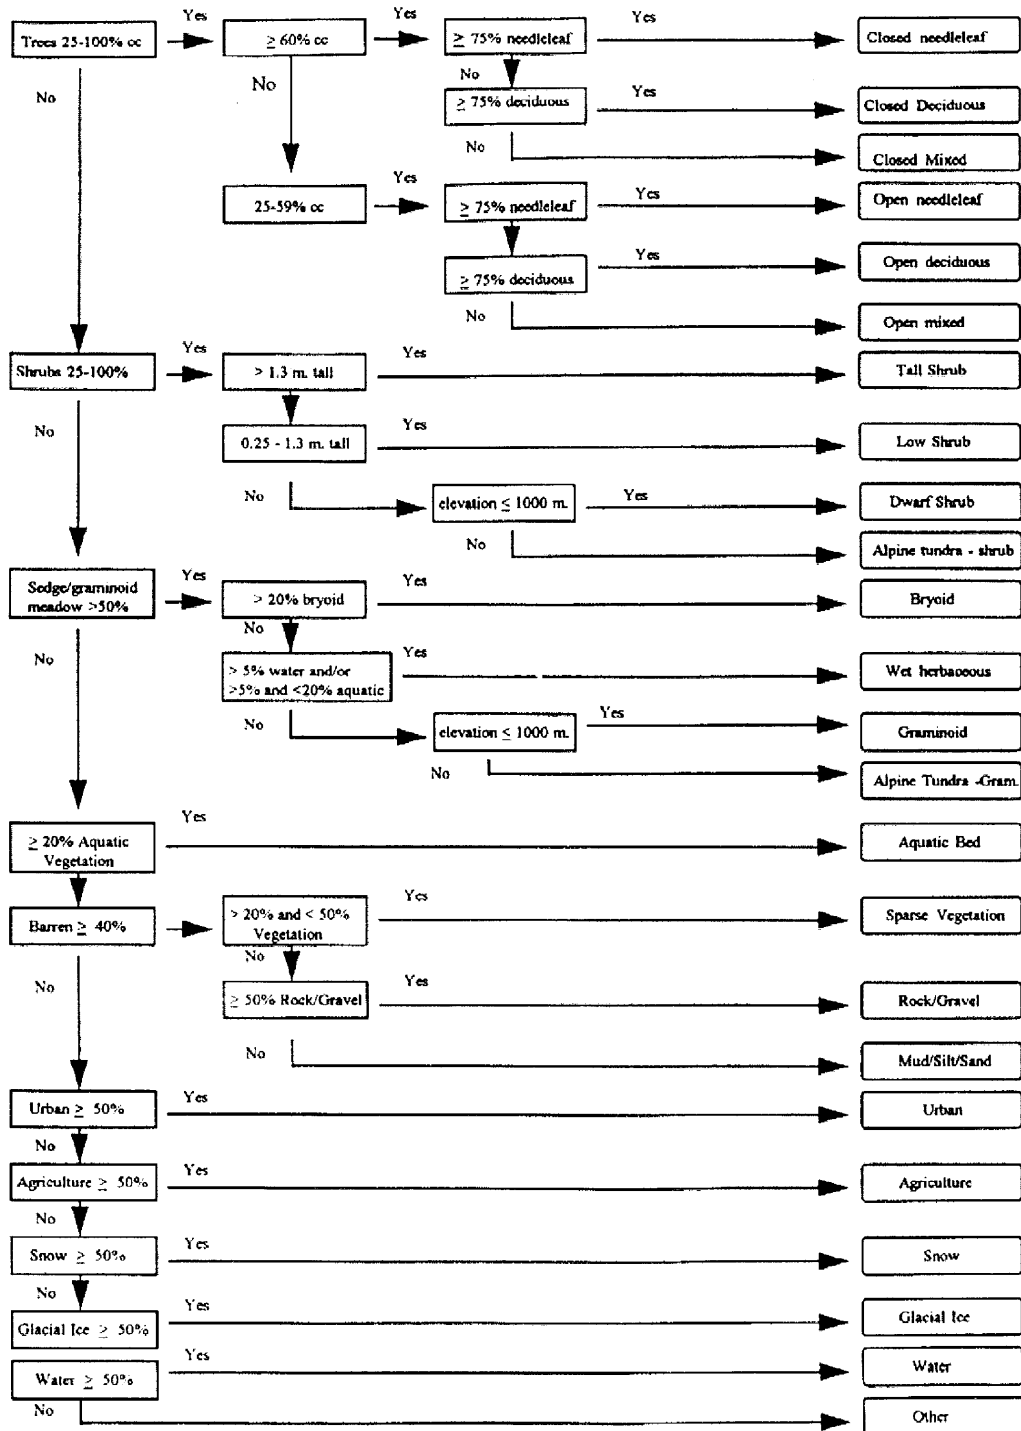 Yes Yes Yes
Trees 25-100% cc ≥ 60% cc ≥ 75% needleleaf Closed needleleaf
No No No
≥ 75% deciduous Yes Closed Deciduous
No Closed Mixed
25-59% cc Yes ≥ 75% needleleaf Yes Open needleleaf
≥ 75% deciduous Yes Open deciduous
No Open mixed
Shrubs 25-100% Yes > 1.3 m. tall Yes Tall Shrub
No 0.25 - 1.3 m. tall Yes Low Shrub
No elevation ≤ 1000 m. Yes Dwarf Shrub
No Alpine tundra - shrub
Sedge/graminoid
meadow >50% Yes > 20% bryoid Yes Bryoid
No
No > 5% water and/or
>5% and <20% aquatic Yes Wet herbaeous
No elevation ≤ 1000 m. Yes Graminoid
No Alpine Tundra -Gram.
≥ 20% Aquatic
Vegetation Yes Aquatic Bed
Barren ≥ 40% > 20% and < 50%
Vegetation Yes Sparse Vegetation
No
No ≥ 50% Rock/Gravel Yes Rock/Gravel
No Mud/Silt/Sand
Urban ≥ 50% Yes Urban
No
Agriculture ≥ 50% Yes Agriculture
No
Snow ≥ 50% Yes Snow
No
Glacial Ice ≥ 50% Yes Glacial Ice
Water ≥ 50% Yes Water
No Other